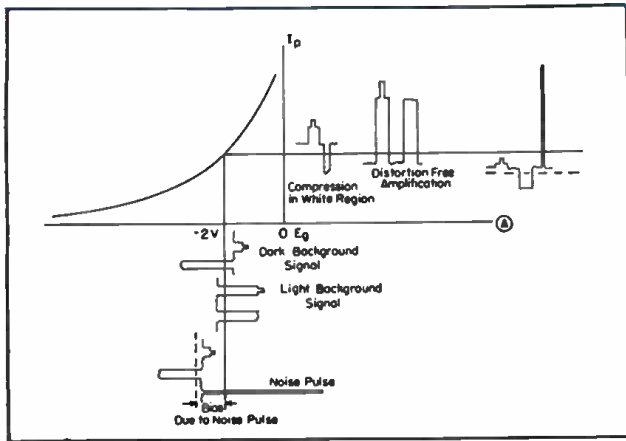 Ip
Compression
in White Region
Distortion Free
Amplification
-2V
0 Eg
A
Dark Background
Signal
Light Background
Signal
Noise Pulse
Bias
Due to Noise Pulse